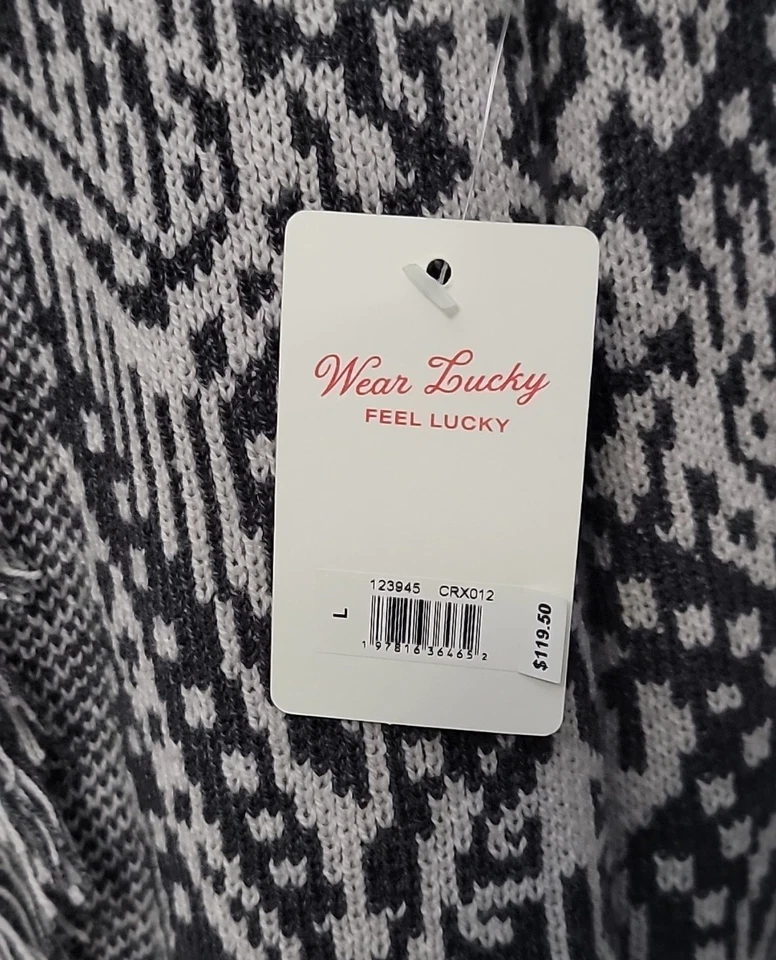 Wear Lucky
FEEL LUCKY
123945 CRX012
L
1 97816 36465 2
$119.50